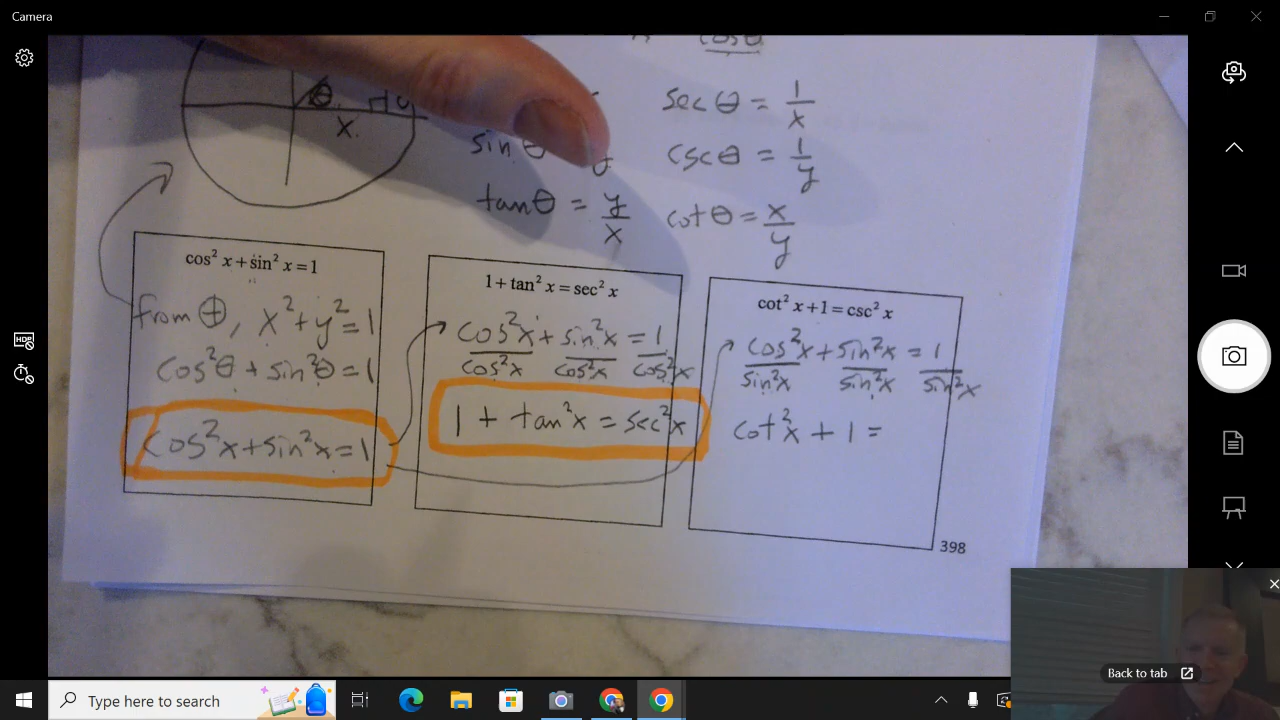 Camera
cos θ
θ
x
sec θ = 1/x
sin θ
y
csc θ = 1/y
tan θ = y/x
cot θ = x/y
cos² x + sin² x = 1
from ⊕, x² + y² = 1
cos²θ + sin²θ = 1
cos²x + sin²x = 1
1 + tan² x = sec² x
cos²x/cos²x + sin²x/cos²x = 1/cos²x
1 + tan²x = sec²x
cot² x + 1 = csc² x
cos²x/sin²x + sin²x/sin²x = 1/sin²x
cot²x + 1 =
398
HDR
Back to tab
Type here to search